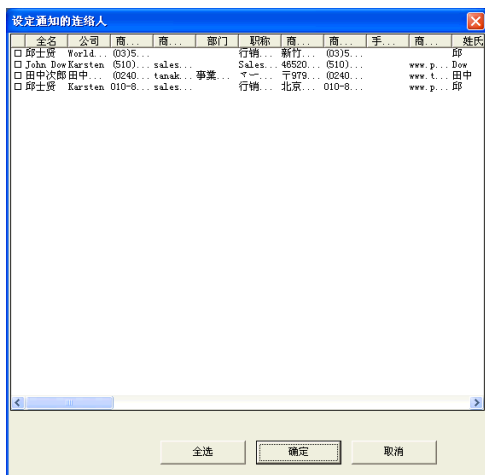 设定通知的连络人
全名 公司 商... 商... 部门 职称 商... 商... 手... 商... 姓氏
邱士贤 World... (03)5... 行销... 新竹... (03)5... 邱
John Dow Karsten (510)... sales... Sales... 46520... (510)... www.p... Dow
田中次郎 田中... (0240... tanak... 事業... マー... 〒979... (0240... www.t... 田中
邱士贤 Karsten 010-8... sales... 行销... 北京... 010-8... www.p... 邱
全选 确定 取消